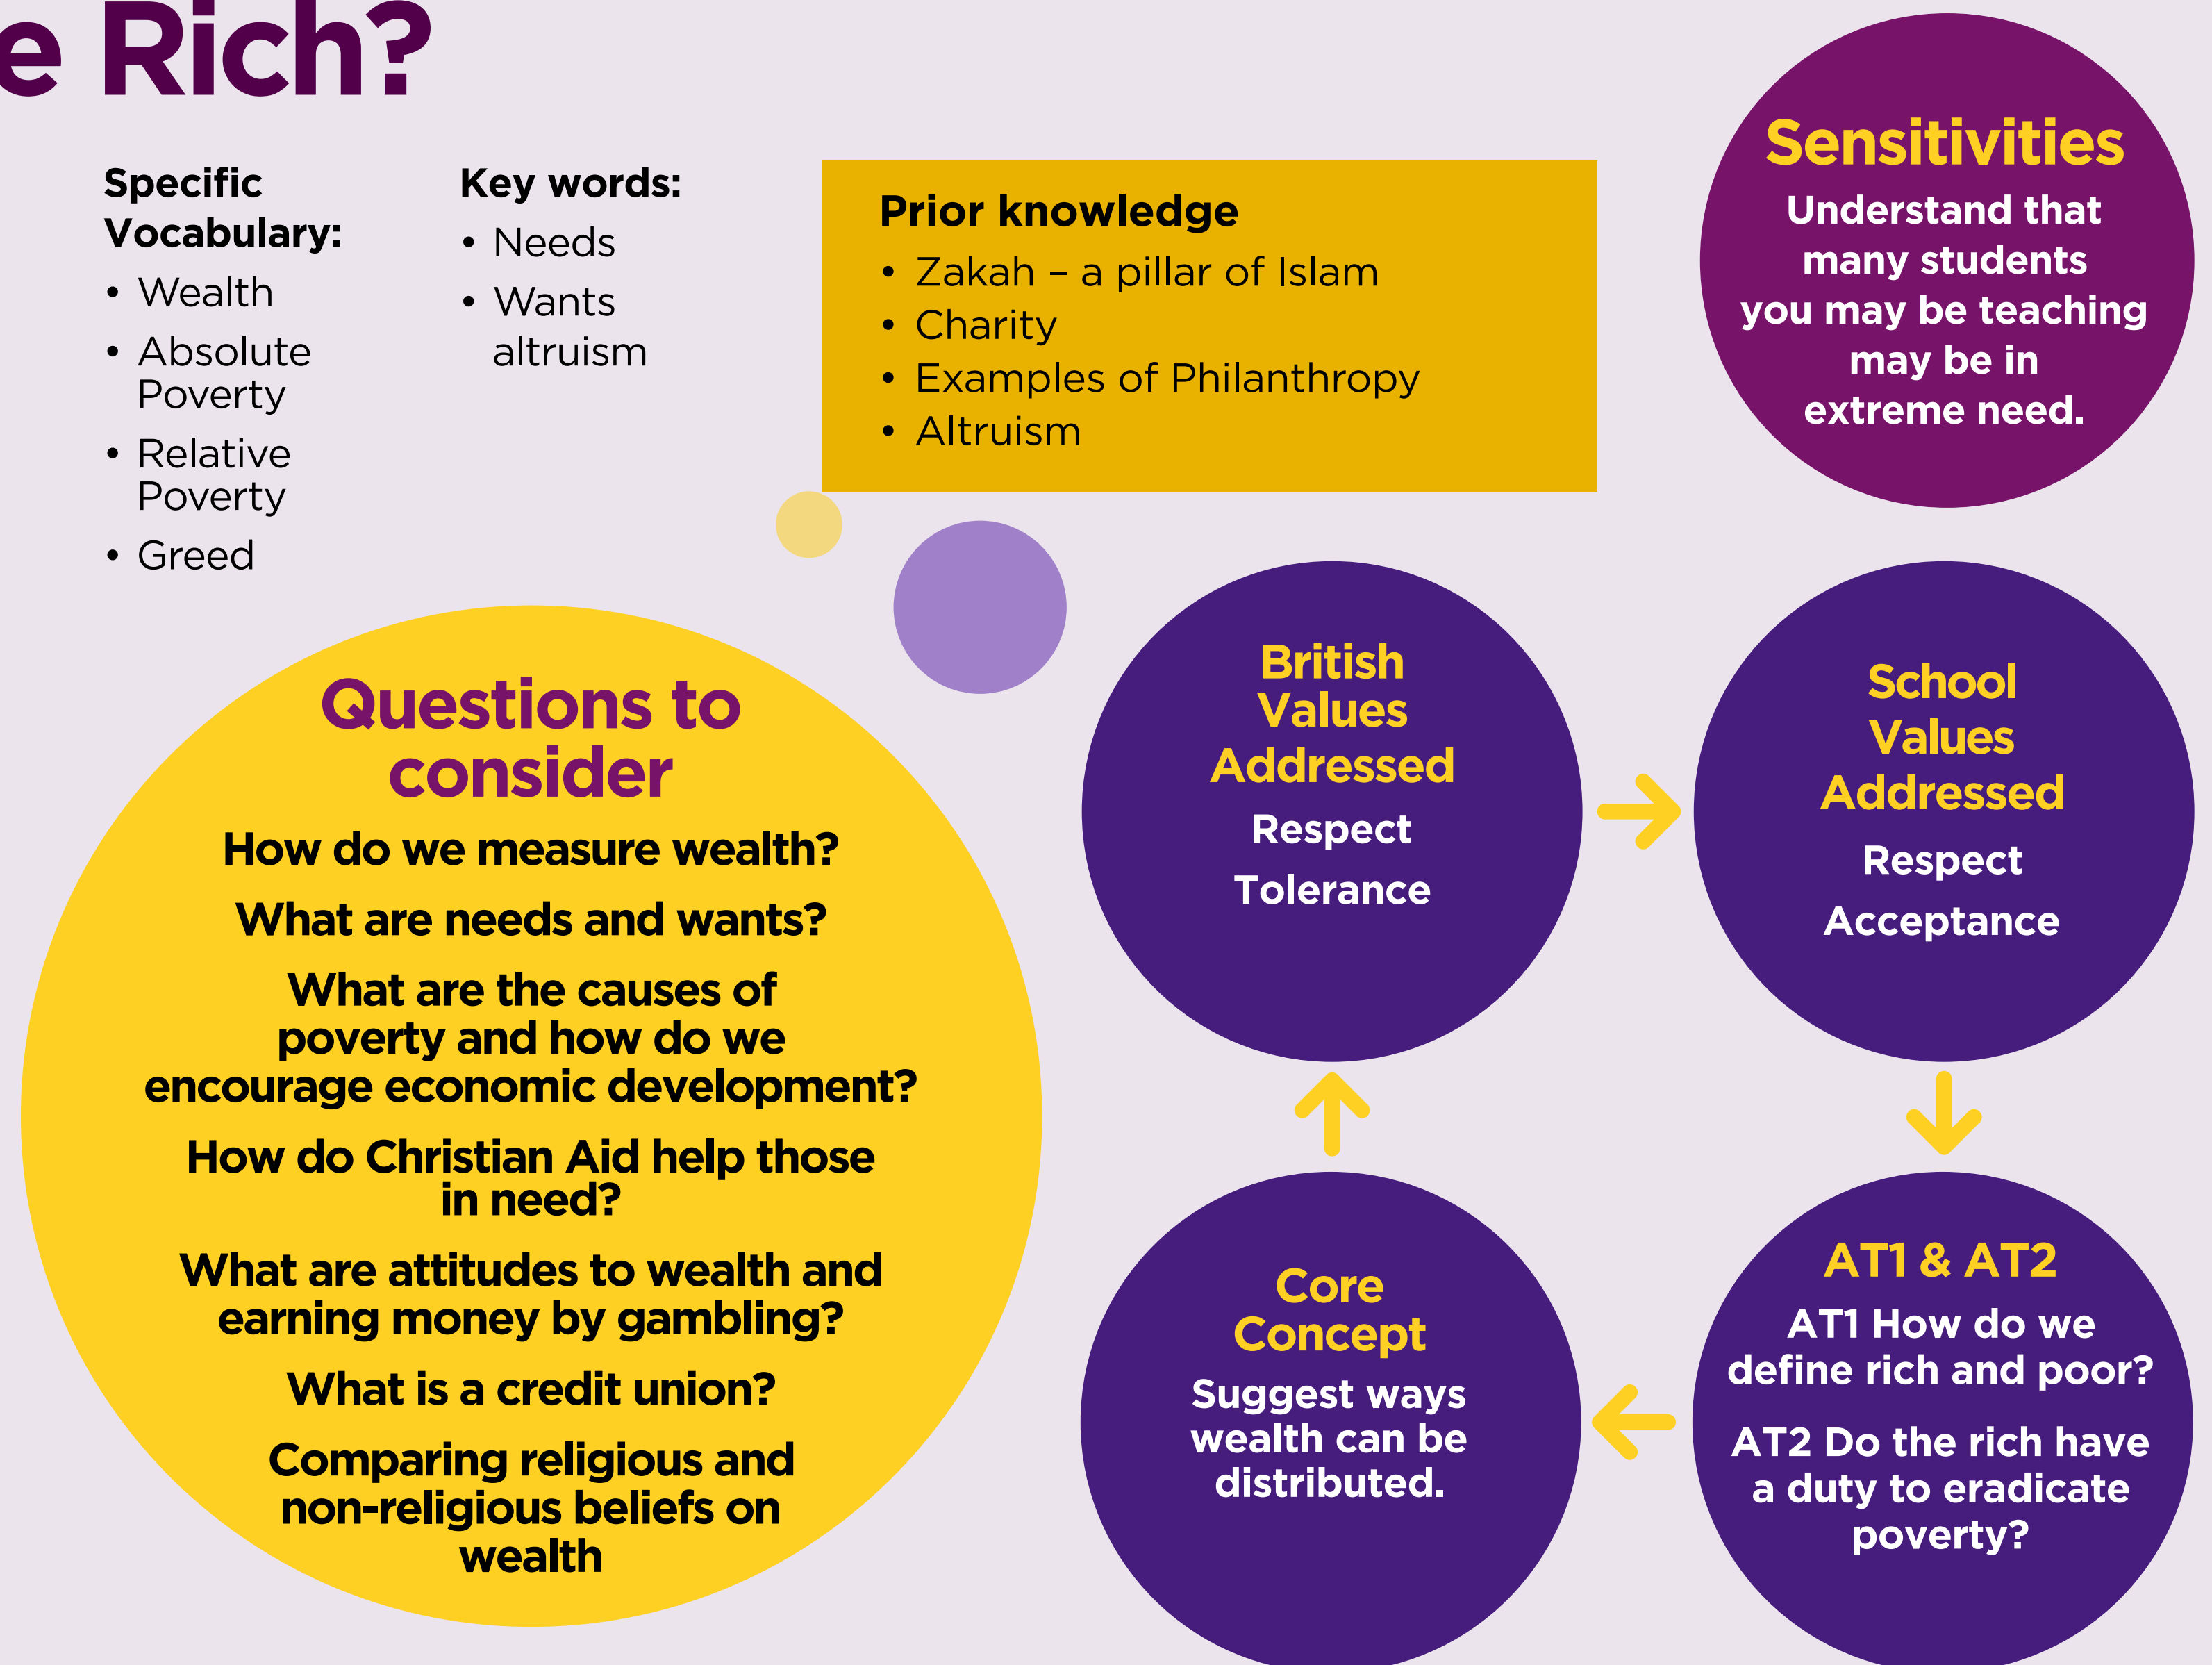 e Rich?
Specific
Vocabulary:
• Wealth
• Absolute
Poverty
• Relative
Poverty
• Greed
Key words:
• Needs
• Wants
altruism
Prior knowledge
• Zakah – a pillar of Islam
• Charity
• Examples of Philanthropy
• Altruism
Sensitivities
Understand that
many students
you may be teaching
may be in
extreme need.
Questions to
consider
How do we measure wealth?
What are needs and wants?
What are the causes of
poverty and how do we
encourage economic development?
How do Christian Aid help those
in need?
What are attitudes to wealth and
earning money by gambling?
What is a credit union?
Comparing religious and
non-religious beliefs on
wealth
British
Values
Addressed
Respect
Tolerance
School
Values
Addressed
Respect
Acceptance
AT1 & AT2
AT1 How do we
define rich and poor?
AT2 Do the rich have
a duty to eradicate
poverty?
Core
Concept
Suggest ways
wealth can be
distributed.